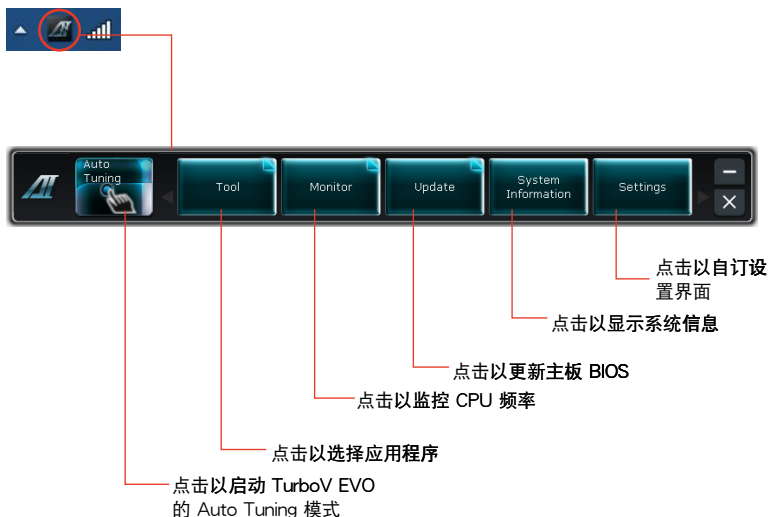 Auto
Tuning
Tool
Monitor
Update
System
Information
Settings
点击以自订设
置界面
点击以显示系统信息
点击以更新主板 BIOS
点击以监控 CPU 频率
点击以选择应用程序
点击以启动 TurboV EVO
的 Auto Tuning 模式